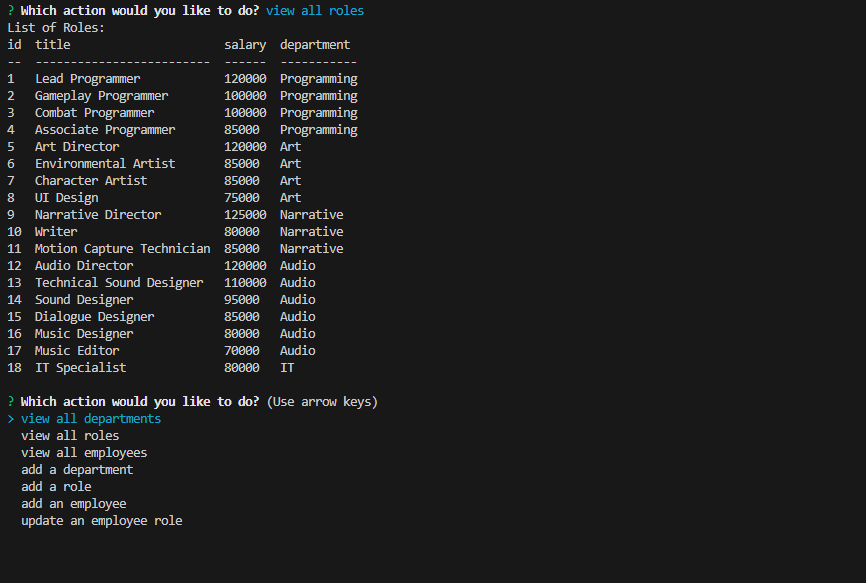 ? Which action would you like to do? view all roles
List of Roles:
id  title                      salary  department
--  -------------------------  ------  -----------
1   Lead Programmer            120000  Programming
2   Gameplay Programmer        100000  Programming
3   Combat Programmer          100000  Programming
4   Associate Programmer       85000   Programming
5   Art Director               120000  Art
6   Environmental Artist       85000   Art
7   Character Artist           85000   Art
8   UI Design                  75000   Art
9   Narrative Director         125000  Narrative
10  Writer                     80000   Narrative
11  Motion Capture Technician  85000   Narrative
12  Audio Director             120000  Audio
13  Technical Sound Designer   110000  Audio
14  Sound Designer             95000   Audio
15  Dialogue Designer          85000   Audio
16  Music Designer             80000   Audio
17  Music Editor               70000   Audio
18  IT Specialist              80000   IT
? Which action would you like to do? (Use arrow keys)
> view all departments
  view all roles
  view all employees
  add a department
  add a role
  add an employee
  update an employee role